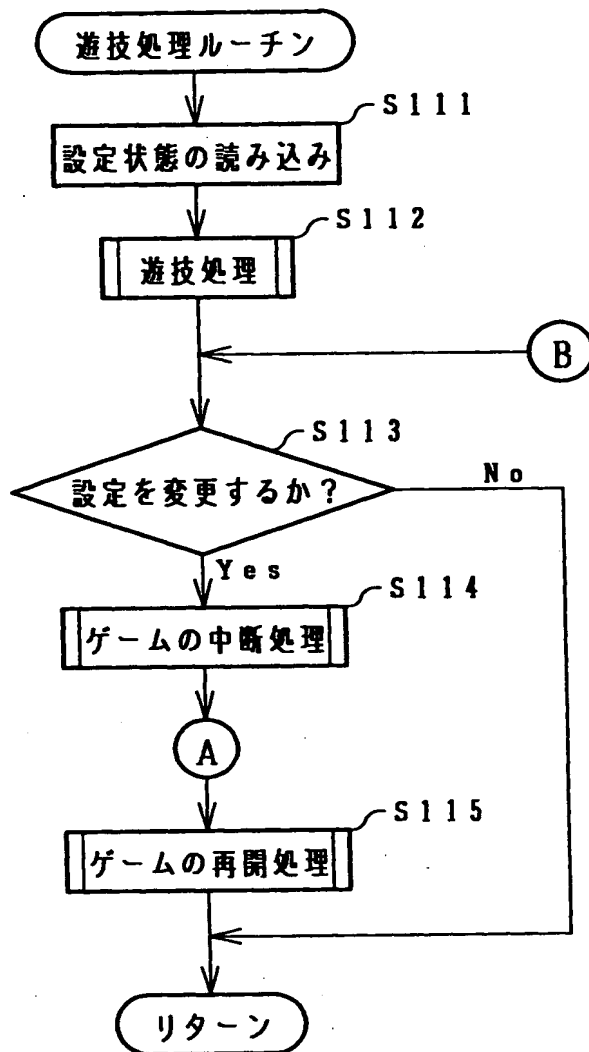 遊技処理ルーチン
S111
設定状態の読み込み
S112
遊技処理
B
S113
設定を変更するか？
No
Yes
S114
ゲームの中断処理
A
S115
ゲームの再開処理
リターン